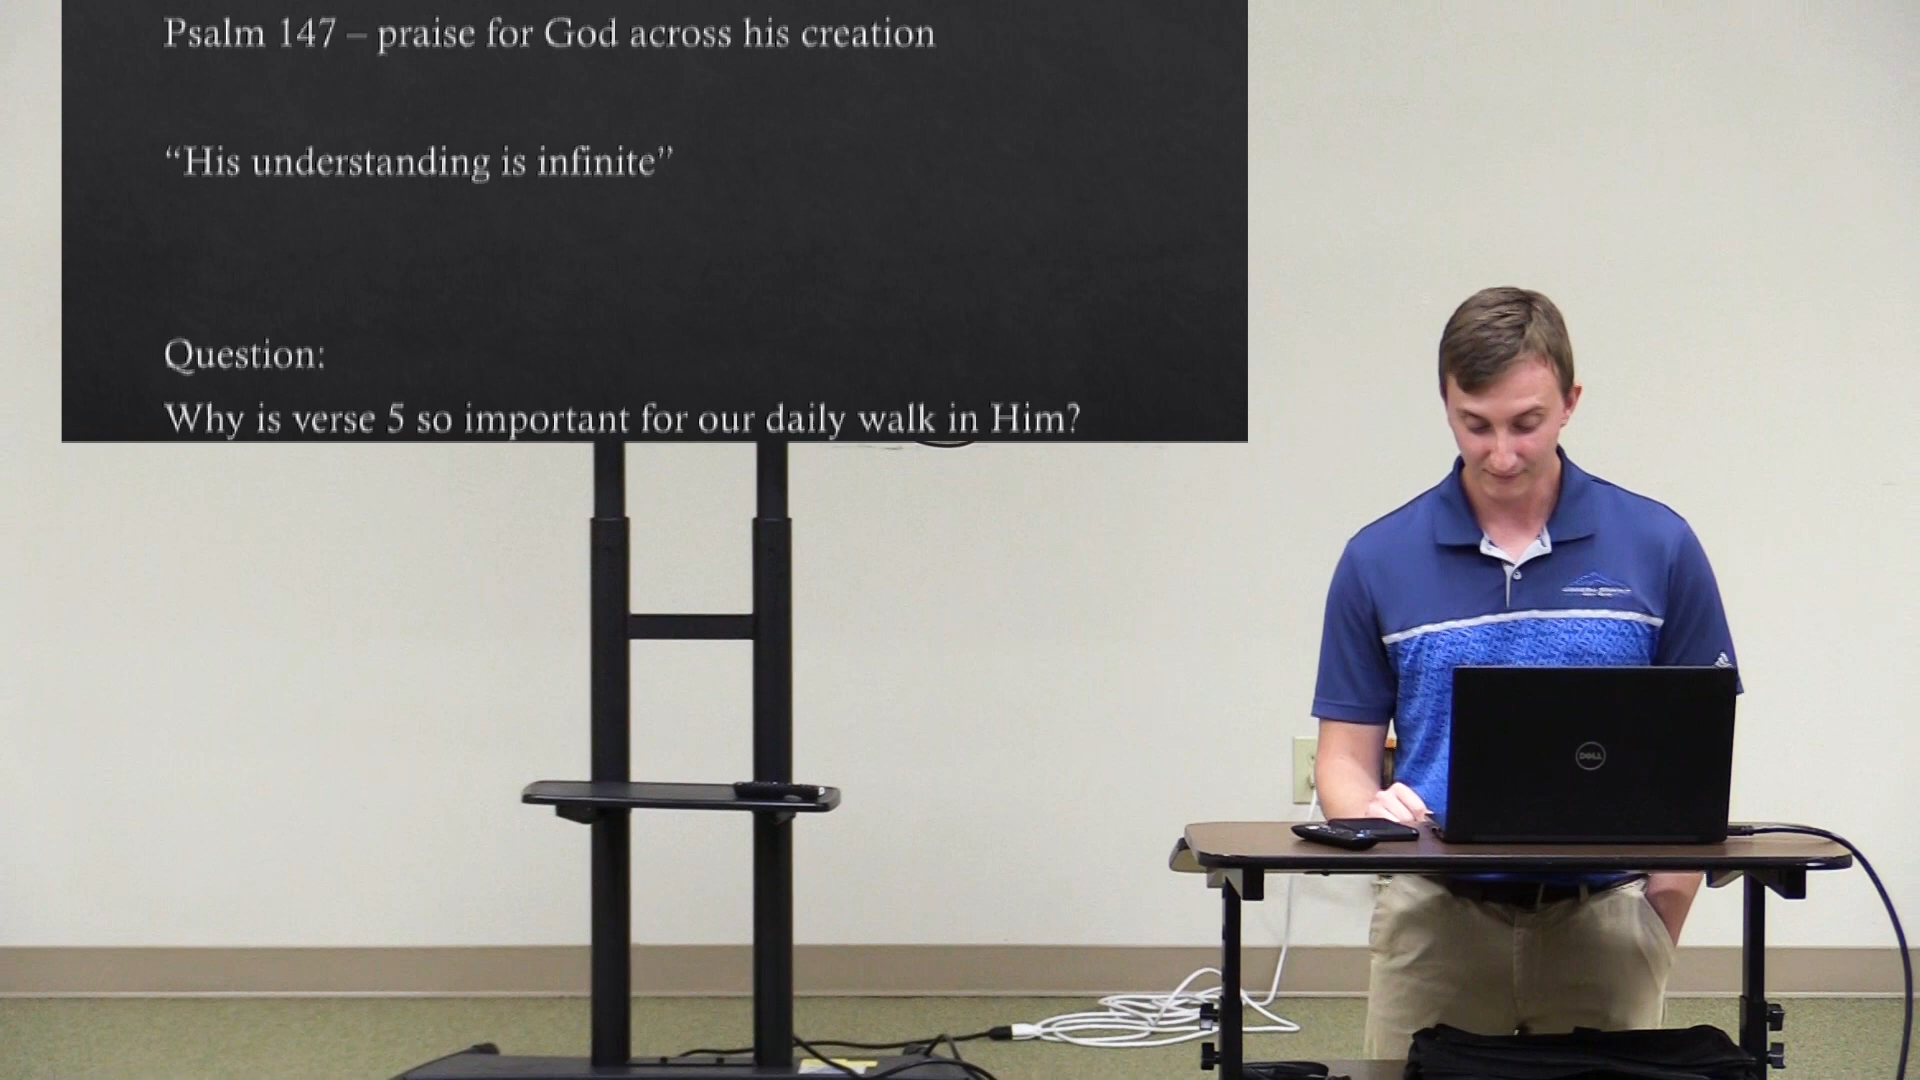 Psalm 147 – praise for God across his creation
“His understanding is infinite”
Question:
Why is verse 5 so important for our daily walk in Him?
DELL